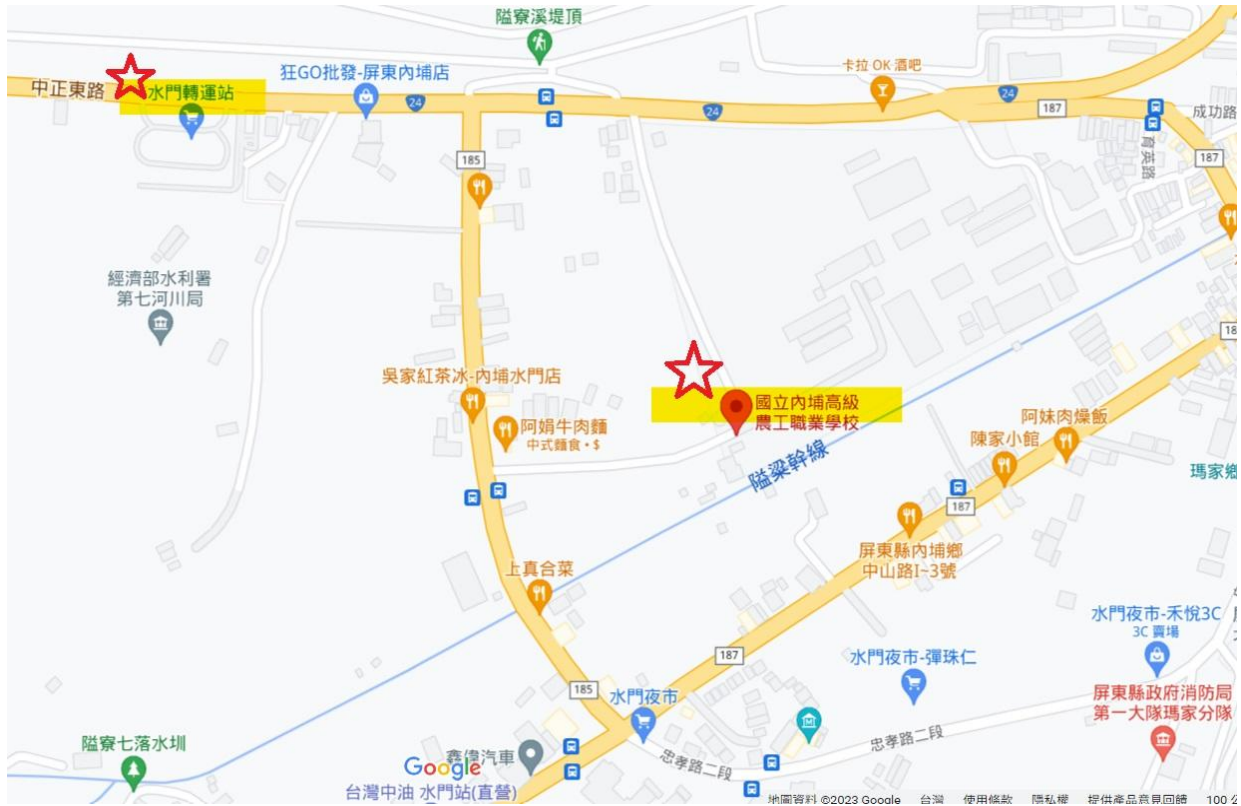 隘寮溪堤頂
卡拉 OK 酒吧
狂GO批發-屏東內埔店
中正東路
水門轉運站
24
24
24
187
成功路
育英路
187
185
經濟部水利署
第七河川局
吳家紅茶冰-內埔水門店
阿娟牛肉麵
中式麵食·$
國立內埔高級
農工職業學校
隘梁幹線
阿妹肉燥飯
陳家小館
瑪家鄉
187
屏東縣內埔鄉
中山路1~3號
上真合菜
水門夜市-禾悅3C
3C 賣場
187
水門夜市-彈珠仁
185
水門夜市
屏東縣政府消防局
第一大隊瑪家分隊
隘寮七落水圳
鑫偉汽車
忠孝路二段
忠孝路二段
Google
台灣中油 水門站(直營)
地圖資料 ©2023 Google 台灣 使用條款 隱私權 提供產品意見回饋 100